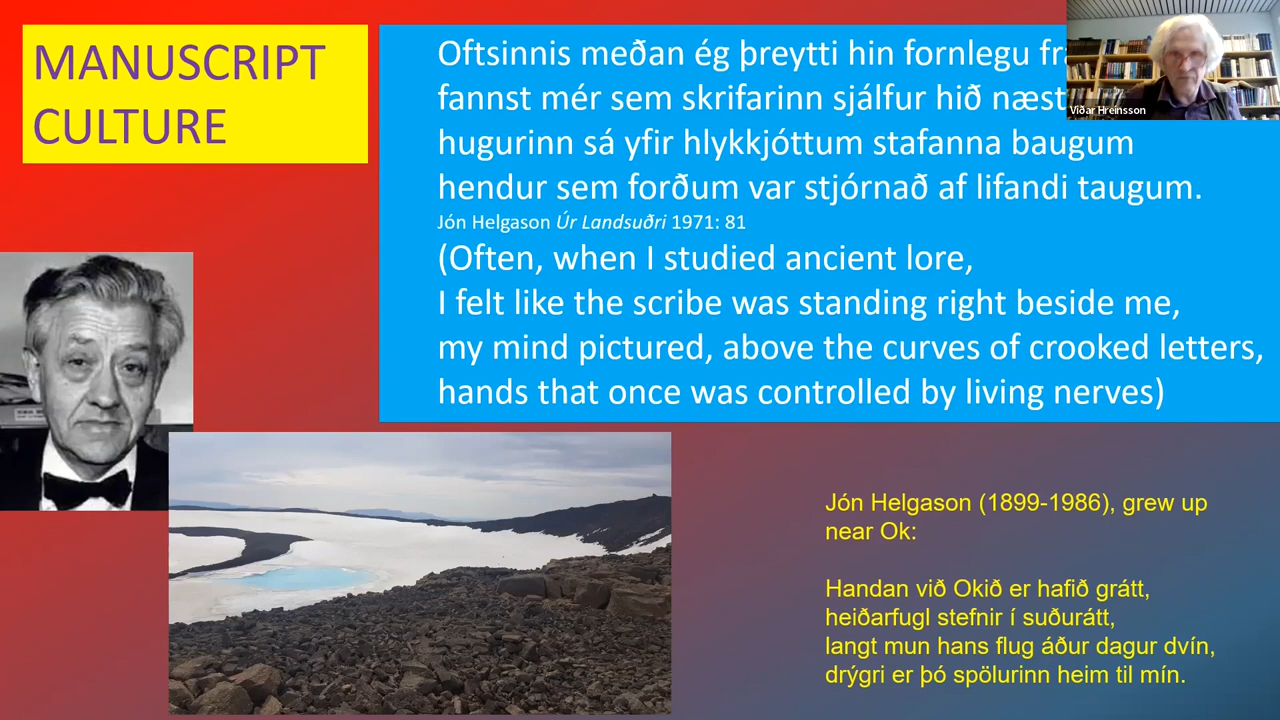 MANUSCRIPT
CULTURE
Oftsinnis meðan ég þreytti hin fornlegu
fannst mér sem skrifarinn sjálfur hið
hugurinn sá yfir hlykkjóttum stafanna baugum
hendur sem forðum var stjórnað af lifandi taugum.
Jón Helgason Úr Landsuðri 1971: 81
(Often, when I studied ancient lore,
I felt like the scribe was standing right beside me,
my mind pictured, above the curves of crooked letters,
hands that once was controlled by living nerves)
Viðar Hreinsson
Jón Helgason (1899-1986), grew up
near Ok:
Handan við Okið er hafið grátt,
heiðarfugl stefnir í suðurátt,
langt mun hans flug áður dagur dvín,
drýgri er þó spölurinn heim til mín.